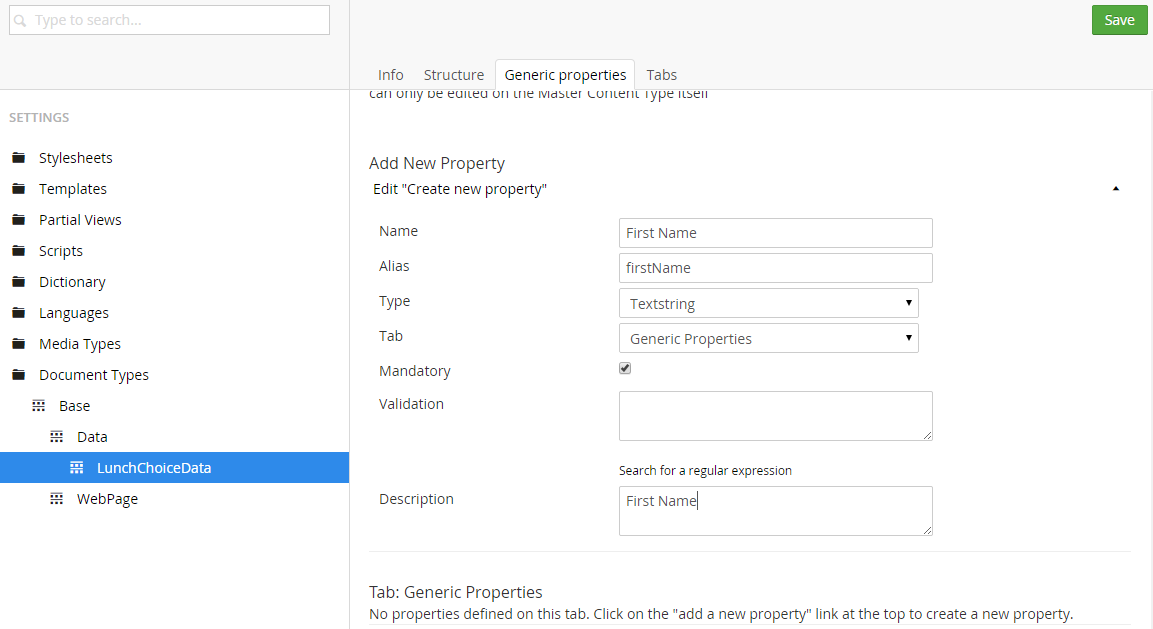 Type to search...
Save
Info Structure Generic properties Tabs
can only be edited on the Master Content Type itself
SETTINGS
Stylesheets
Templates
Partial Views
Scripts
Dictionary
Languages
Media Types
Document Types
Base
Data
LunchChoiceData
WebPage
Add New Property
Edit "Create new property"
Name First Name
Alias firstName
Type Textstring
Tab Generic Properties
Mandatory
Validation
Search for a regular expression
Description First Name
Tab: Generic Properties
No properties defined on this tab. Click on the "add a new property" link at the top to create a new property.